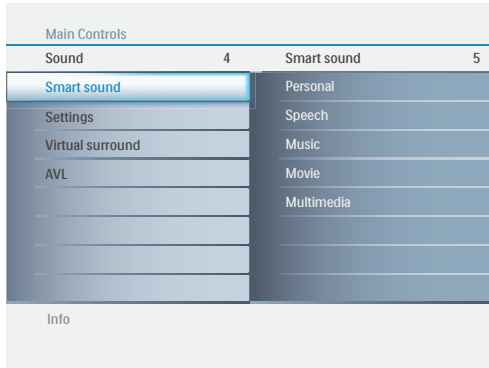 Main Controls
Sound 4
Smart sound 5
Smart sound
Settings
Virtual surround
AVL
Personal
Speech
Music
Movie
Multimedia
Info